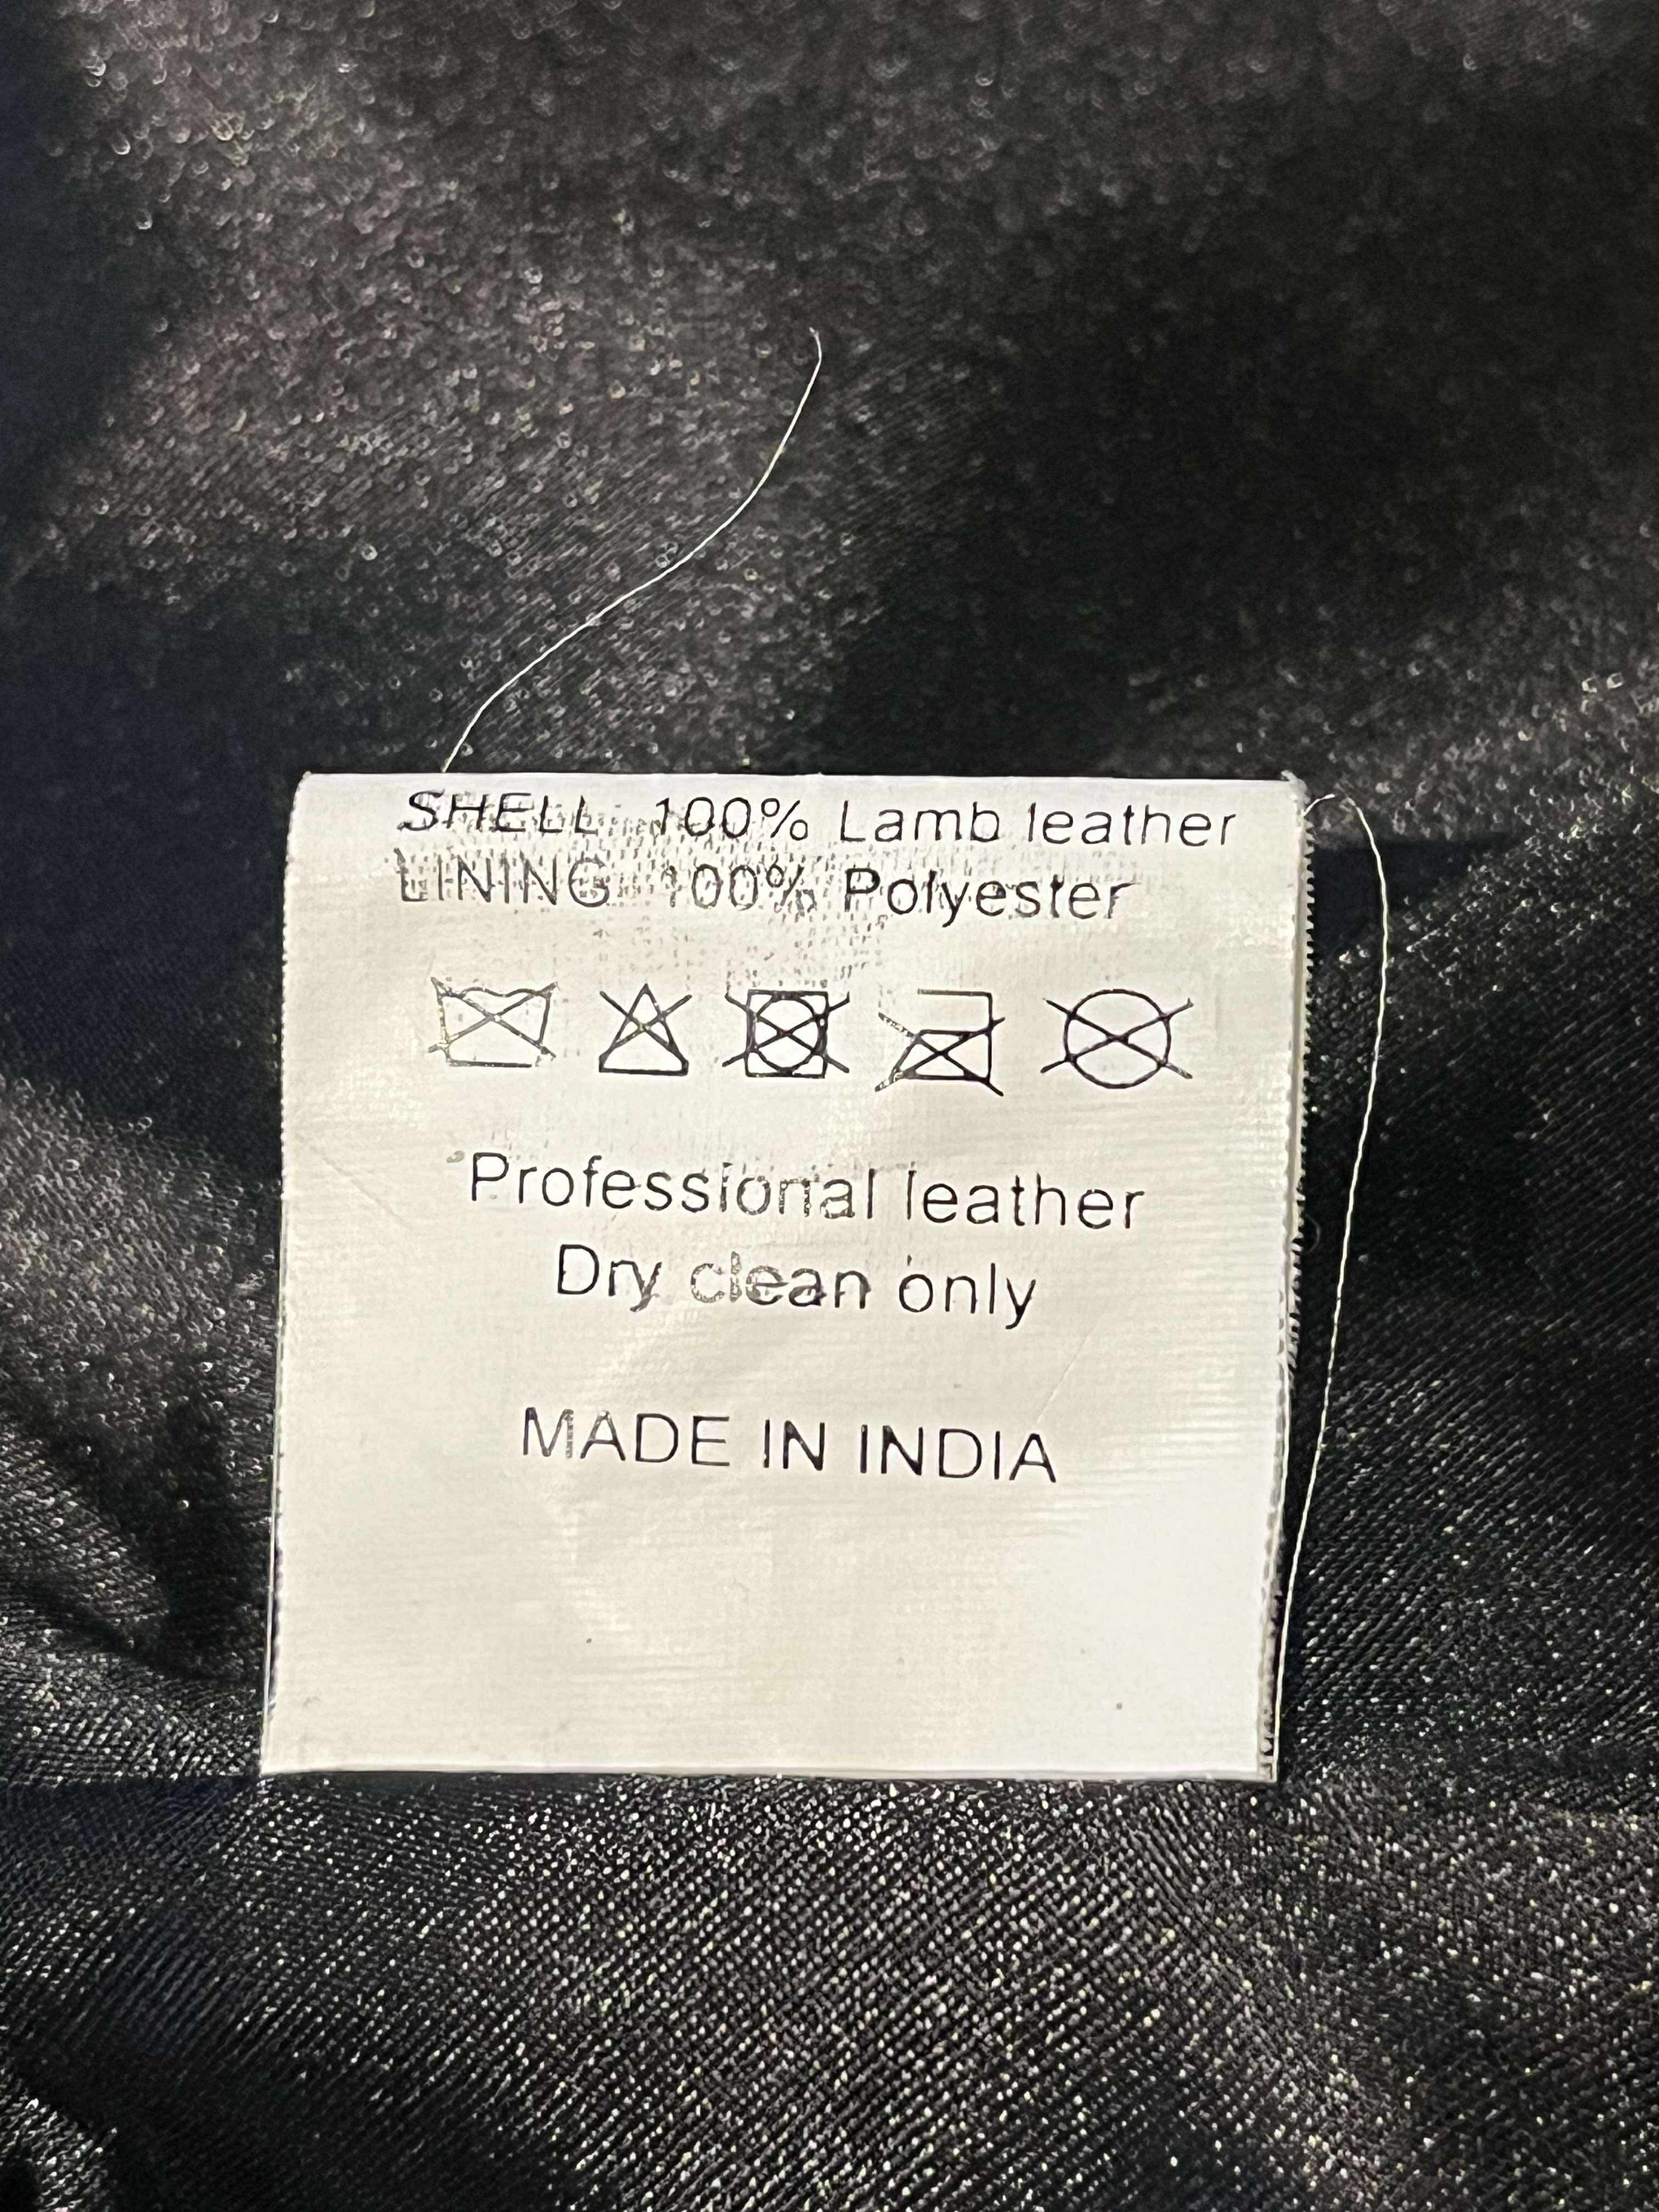 SHELL 100% Lamb leather
LINING 100% Polyester
Professional leather
Dry clean only
MADE IN INDIA